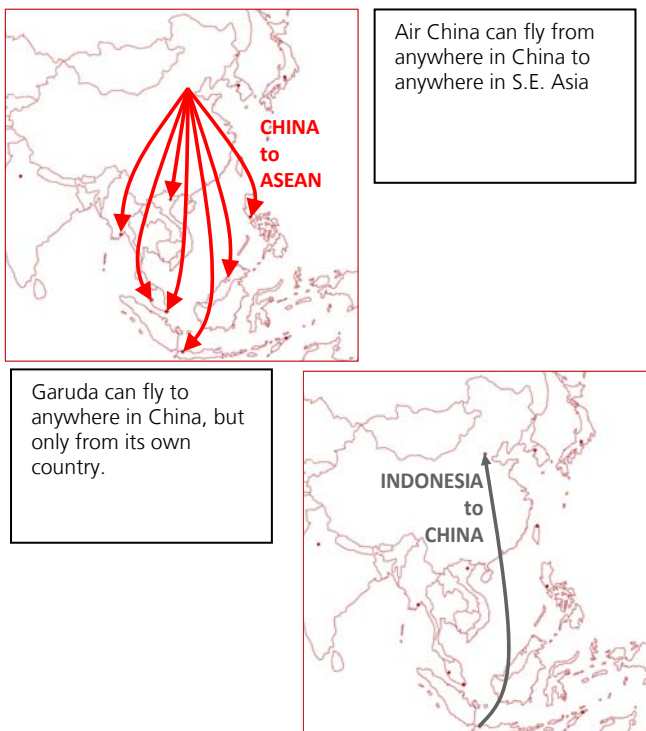 Air China can fly from
anywhere in China to
anywhere in S.E. Asia
CHINA
to
ASEAN
Garuda can fly to
anywhere in China, but
only from its own
country.
INDONESIA
to
CHINA